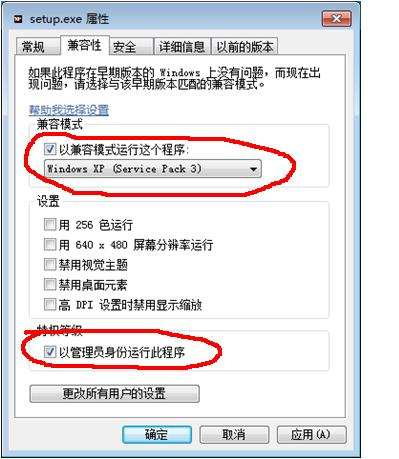 setup.exe 属性
常规 兼容性 安全 详细信息 以前的版本
如果此程序在早期版本的 Windows 上没有问题，而现在出
现问题，请选择与该早期版本匹配的兼容模式。
帮助我选择设置
兼容模式
以兼容模式运行这个程序:
Windows XP (Service Pack 3)
设置
用 256 色运行
用 640 x 480 屏幕分辨率运行
禁用视觉主题
禁用桌面元素
高 DPI 设置时禁用显示缩放
特权等级
以管理员身份运行此程序
更改所有用户的设置
确定 取消 应用(A)